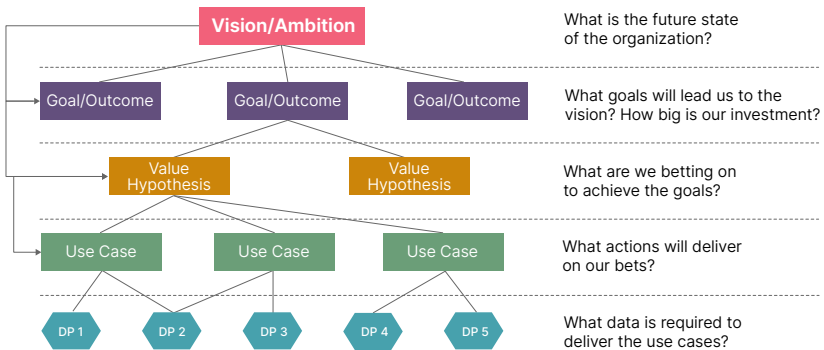 Vision/Ambition
What is the future state
of the organization?
Goal/Outcome
Goal/Outcome
Goal/Outcome
What goals will lead us to the
vision? How big is our investment?
Value
Hypothesis
Value
Hypothesis
What are we betting on
to achieve the goals?
Use Case
Use Case
Use Case
What actions will deliver
on our bets?
DP 1
DP 2
DP 3
DP 4
DP 5
What data is required to
deliver the use cases?